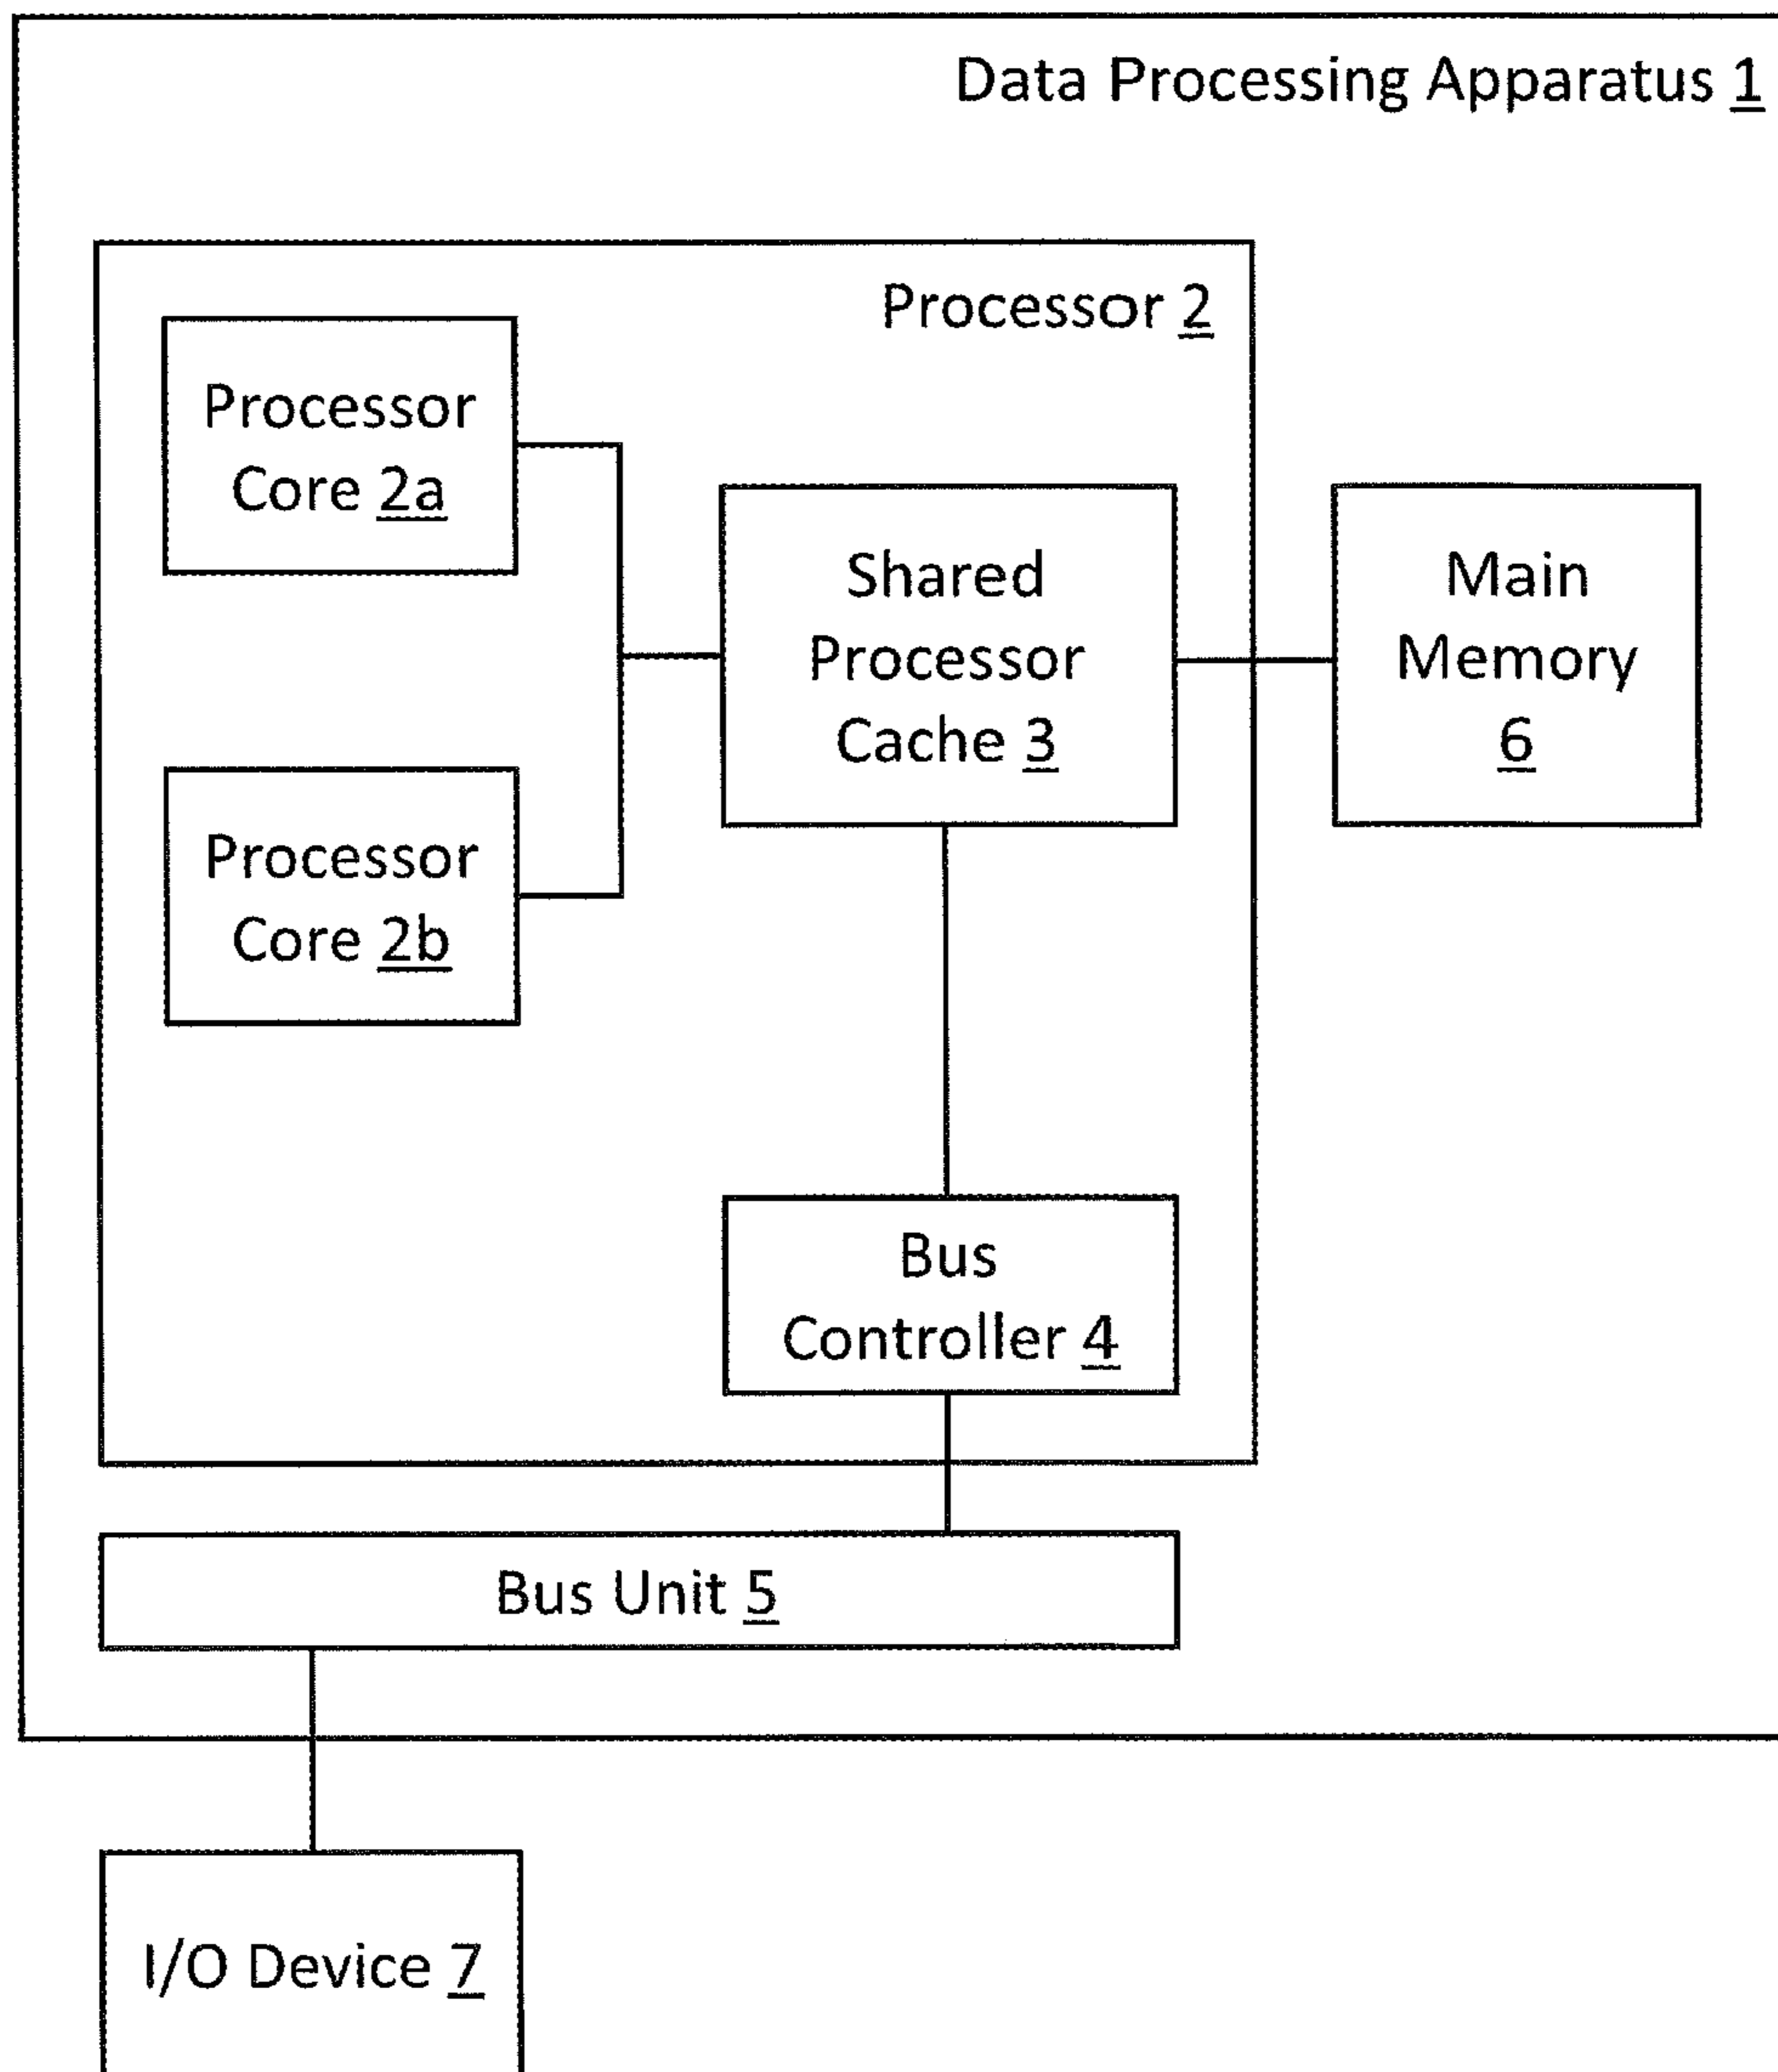 Data Processing Apparatus 1
Processor 2
Processor
Core 2a
Shared
Processor
Cache 3
Main
Memory
6
Processor
Core 2b
Bus
Controller 4
Bus Unit 5
I/O Device 7